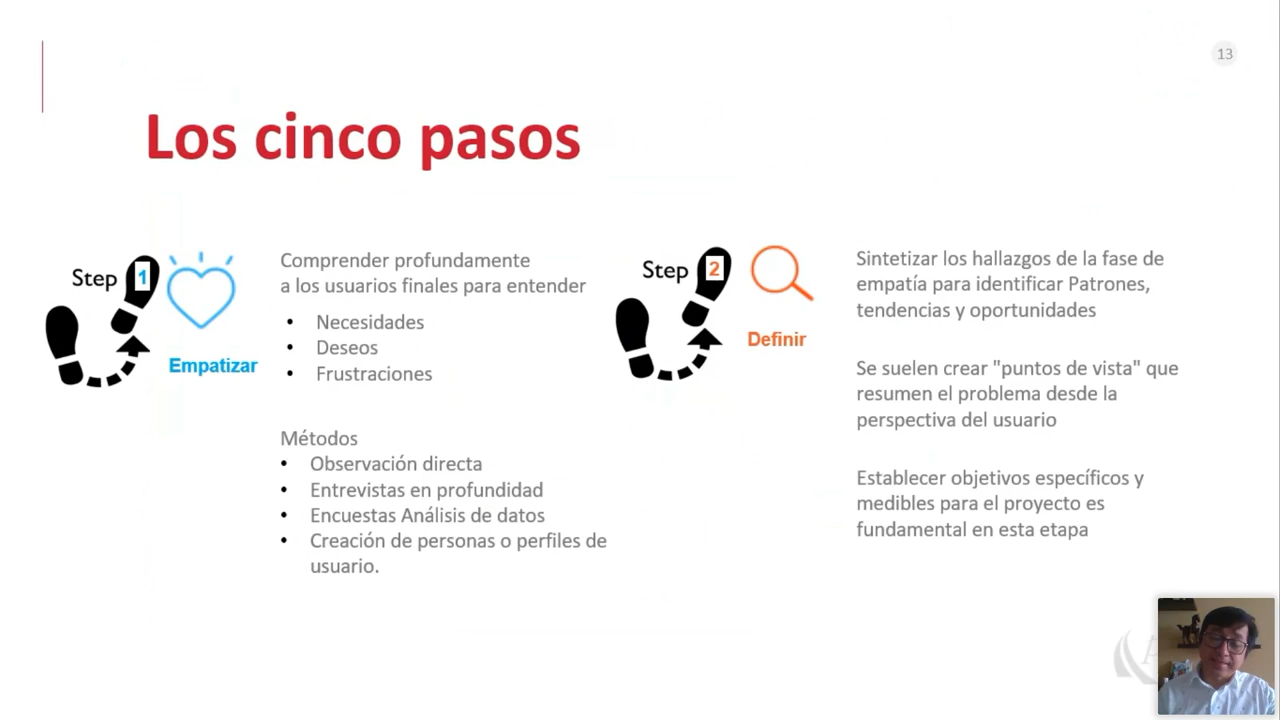 13
Los cinco pasos
Step 1
Empatizar
Comprender profundamente
a los usuarios finales para entender
• Necesidades
• Deseos
• Frustraciones
Métodos
• Observación directa
• Entrevistas en profundidad
• Encuestas Análisis de datos
• Creación de personas o perfiles de
usuario.
Step 2
Definir
Sintetizar los hallazgos de la fase de
empatía para identificar Patrones,
tendencias y oportunidades
Se suelen crear "puntos de vista" que
resumen el problema desde la
perspectiva del usuario
Establecer objetivos específicos y
medibles para el proyecto es
fundamental en esta etapa